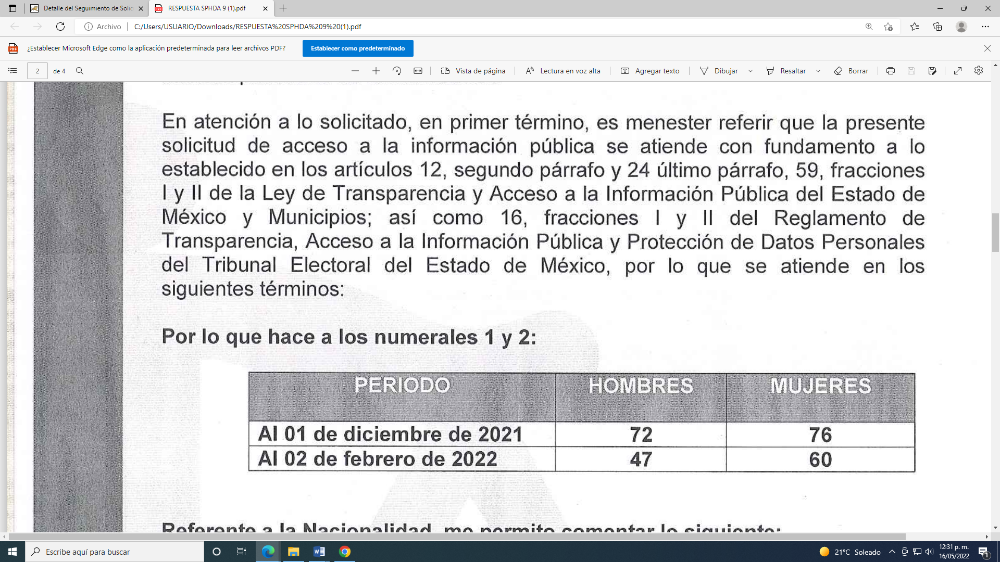 Detalle del Seguimiento de Solic
RESPUESTA SPHDA 9 (1).pdf
Archivo
C:/Users/USUARIO/Downloads/RESPUESTA%20SPHDA%209%20(1).pdf
¿Establecer Microsoft Edge como la aplicación predeterminada para leer archivos PDF?
Establecer como predeterminado
2 de 4
Vista de página
Lectura en voz alta
Agregar texto
Dibujar
Resaltar
Borrar
En atención a lo solicitado, en primer término, es menester referir que la presente
solicitud de acceso a la información pública se atiende con fundamento a lo
establecido en los artículos 12, segundo párrafo y 24 último párrafo, 59, fracciones
I y II de la Ley de Transparencia y Acceso a la Información Pública del Estado de
México y Municipios; así como 16, fracciones I y II del Reglamento de
Transparencia, Acceso a la Información Pública y Protección de Datos Personales
del Tribunal Electoral del Estado de México, por lo que se atiende en los
siguientes términos:
Por lo que hace a los numerales 1 y 2:
PERIODO HOMBRES MUJERES
Al 01 de diciembre de 2021 72 76
Al 02 de febrero de 2022 47 60
Referente a la Nacionalidad, me permito comentar lo siguiente:
Escribe aquí para buscar
21°C Soleado
12:31 p. m.
16/05/2022
1